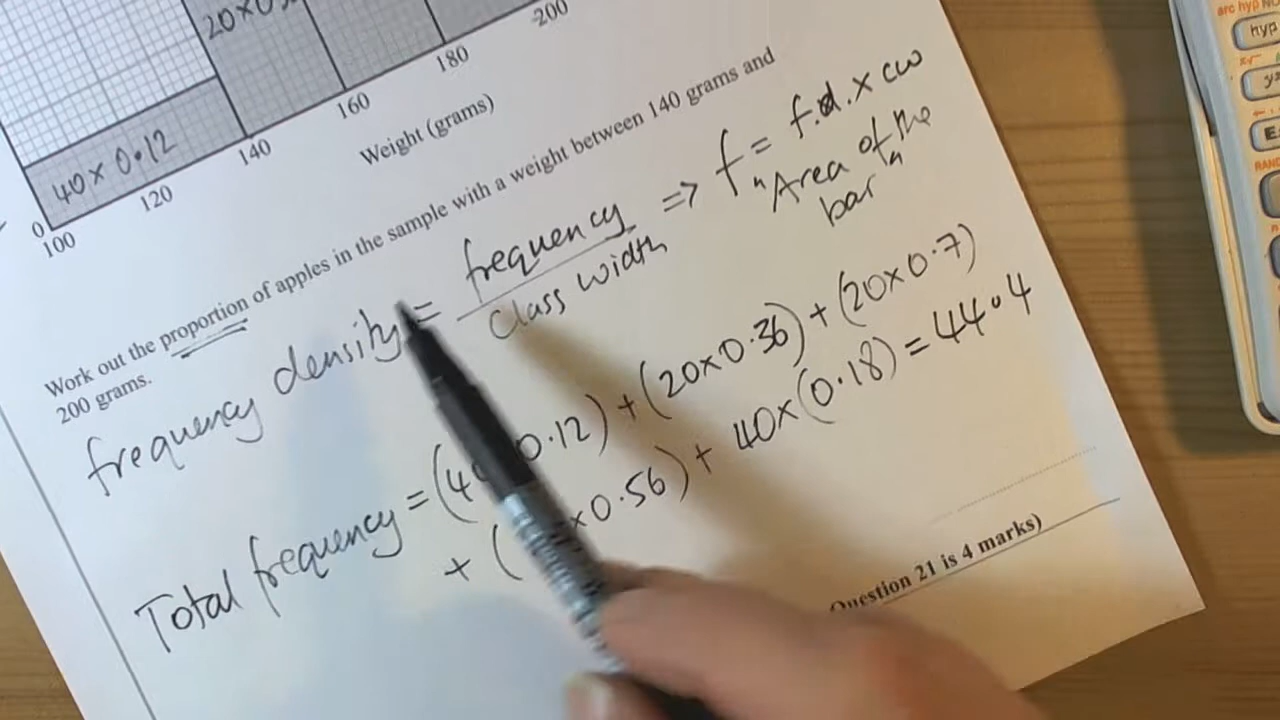 40 × 0.12
0
100
120
140
160
180
200
Weight (grams)
Work out the proportion of apples in the sample with a weight between 140 grams and
200 grams.
frequency density = frequency / class width => f = f.d. × cw
"Area of the
bar"
Total frequency = (4 0.12) + (20×0.36) + (20×0.7)
+ ( ×0.56) + 40×(0.18) = 44.4
Question 21 is 4 marks)
arc hyp
hyp